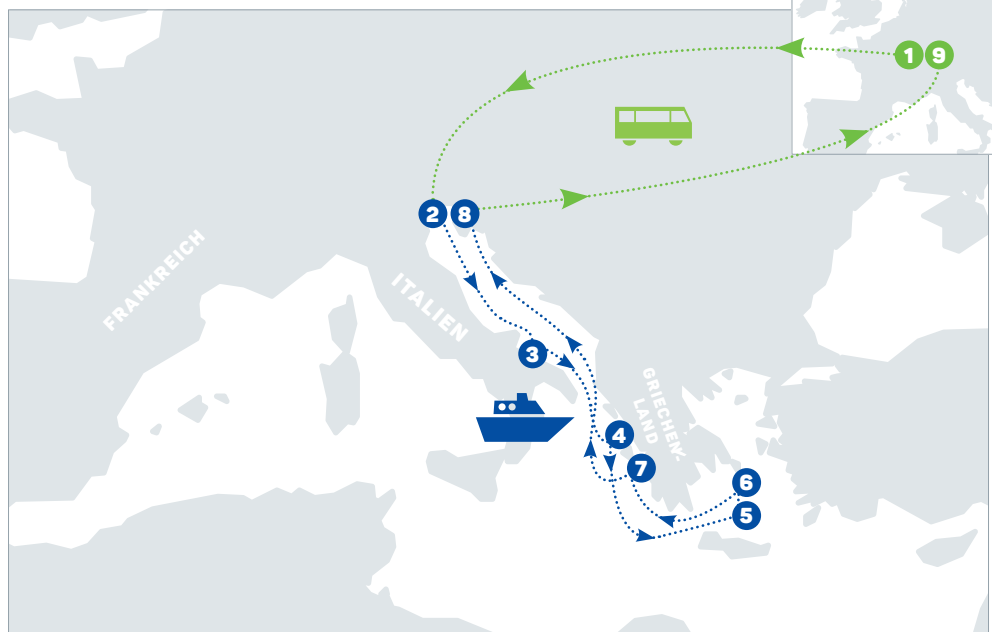 1 9
2 8
FRANKREICH
ITALIEN
3
GRIECHEN-
LAND
4
7
6
5